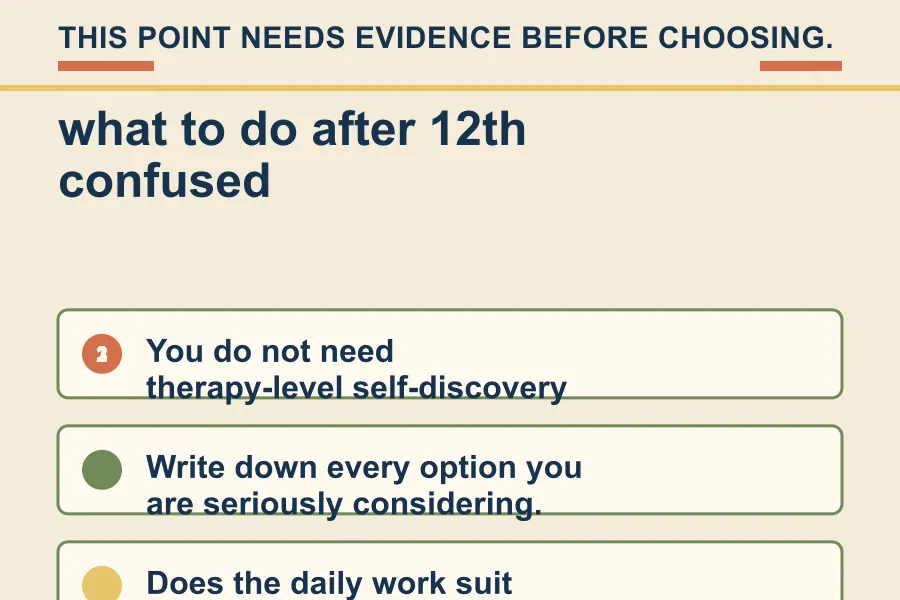 THIS POINT NEEDS EVIDENCE BEFORE CHOOSING.
what to do after 12th
confused
You do not need
therapy-level self-discovery
Write down every option you
are seriously considering.
Does the daily work suit